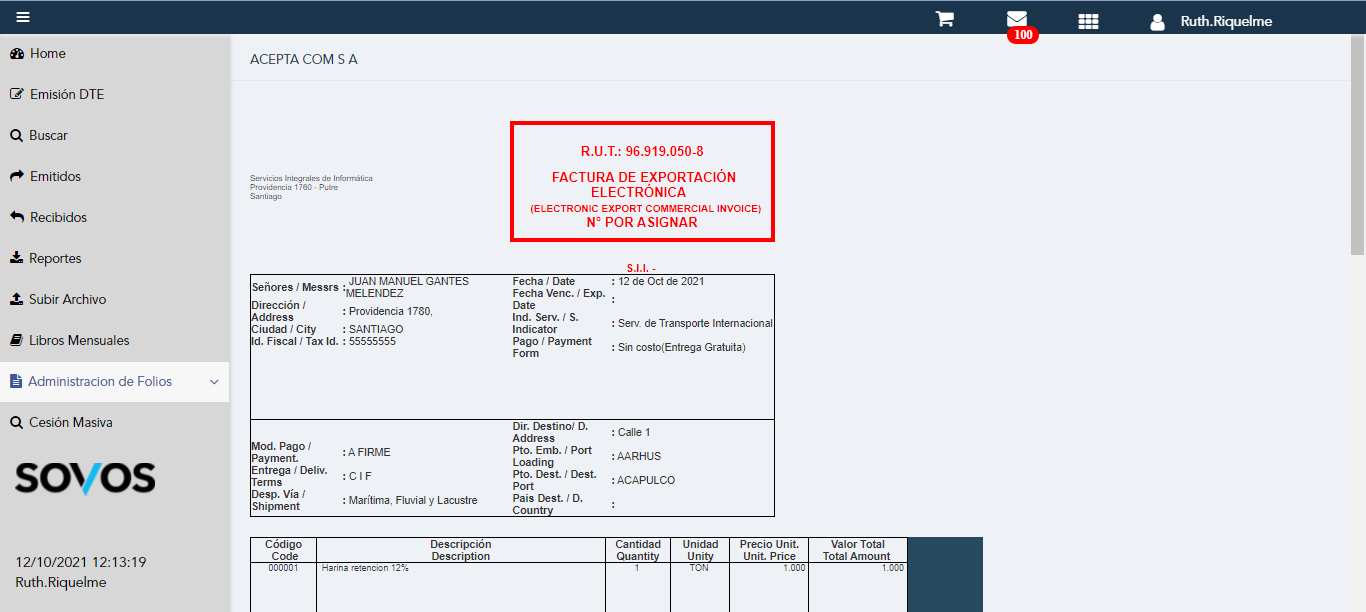 Ruth.Riquelme
100
Home
Emisión DTE
Buscar
Emitidos
Recibidos
Reportes
Subir Archivo
Libros Mensuales
Administracion de Folios
Cesión Masiva
SOVOS
12/10/2021 12:13:19
Ruth.Riquelme
ACEPTA COM S A
Servicios Integrales de Informática
Providencia 1760 - Putre
Santiago
R.U.T.: 96.919.050-8
FACTURA DE EXPORTACIÓN
ELECTRÓNICA
(ELECTRONIC EXPORT COMMERCIAL INVOICE)
N° POR ASIGNAR
S.I.I. -
Señores / Messrs : JUAN MANUEL GANTES
MELENDEZ
Dirección /
Address : Providencia 1780,
Ciudad / City : SANTIAGO
Id. Fiscal / Tax Id. : 55555555
Fecha / Date : 12 de Oct de 2021
Fecha Venc. / Exp.
Date :
Ind. Serv. / S.
Indicator : Serv. de Transporte Internacional
Pago / Payment
Form : Sin costo(Entrega Gratuita)
Mod. Pago /
Payment. : A FIRME
Entrega / Deliv.
Terms : C I F
Desp. Vía /
Shipment : Marítima, Fluvial y Lacustre
Dir. Destino/ D.
Address : Calle 1
Pto. Emb. / Port
Loading : AARHUS
Pto. Dest. / Dest.
Port : ACAPULCO
Pais Dest. / D.
Country :
Código Descripción Cantidad Unidad Precio Unit. Valor Total
Code Description Quantity Unity Unit. Price Total Amount
000001 Harina retencion 12% 1 TON 1.000 1.000